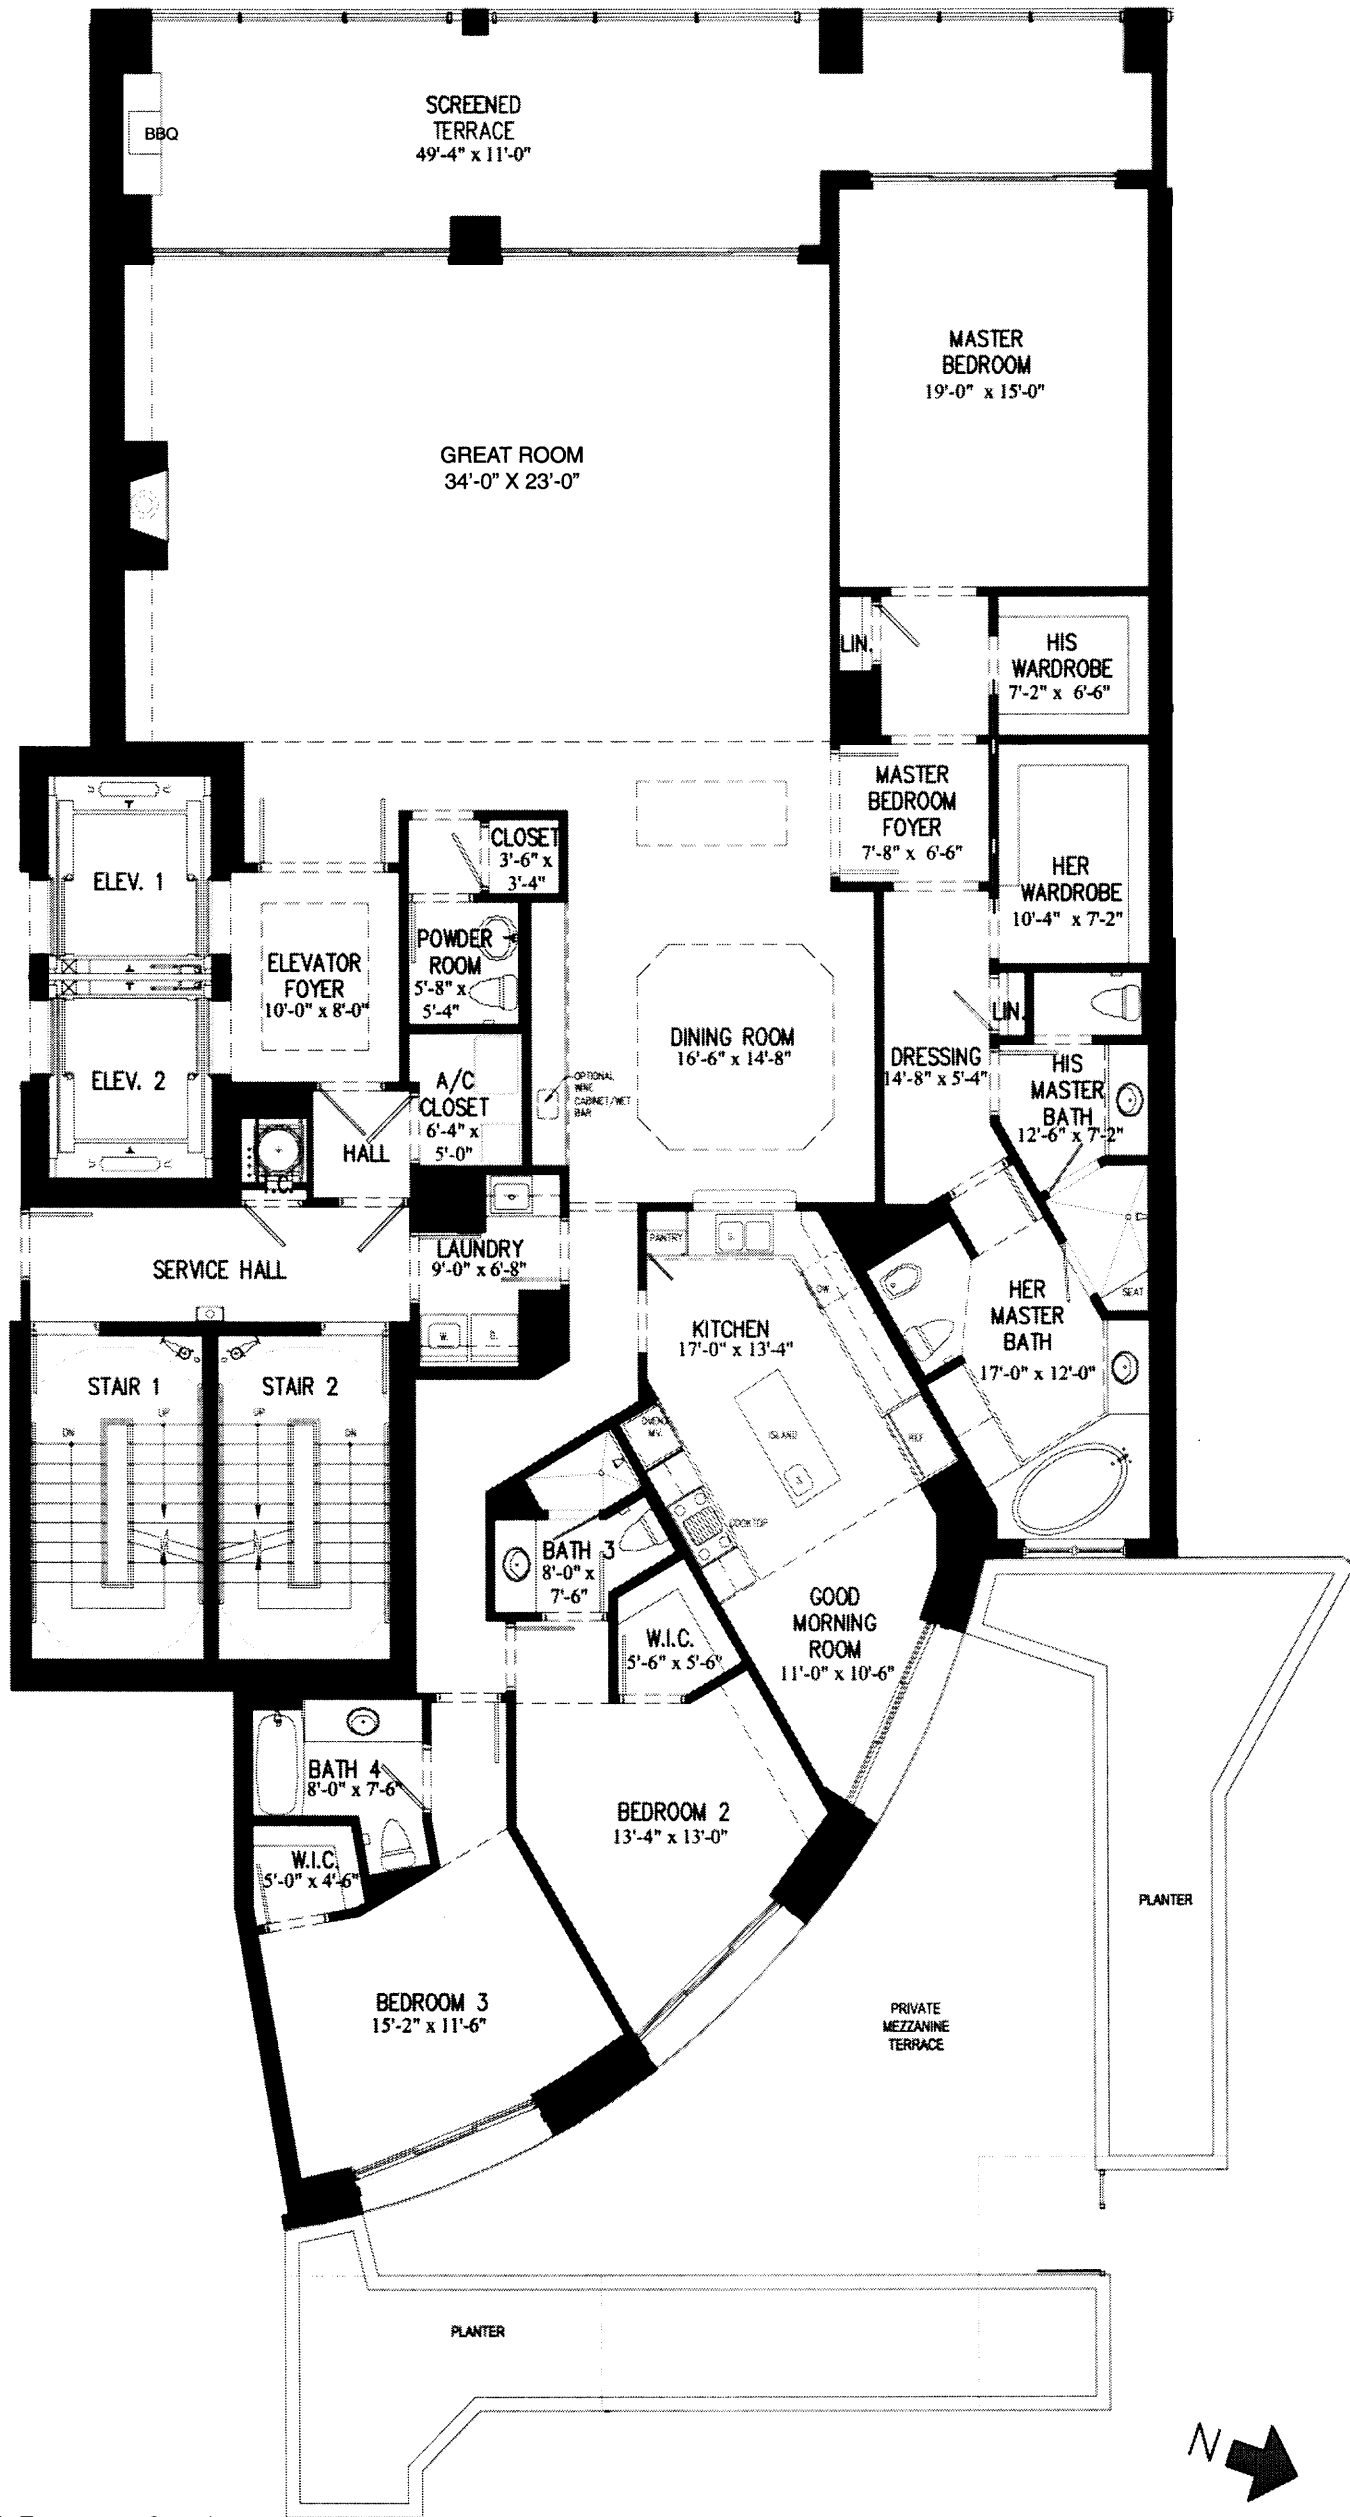 SCREENED
TERRACE
49'-4" x 11'-0"
BBQ
MASTER
BEDROOM
19'-0" x 15'-0"
GREAT ROOM
34'-0" X 23'-0"
LIN.
HIS
WARDROBE
7'-2" x 6'-6"
MASTER
BEDROOM
FOYER
7'-8" x 6'-6"
CLOSET
3'-6" x
3'-4"
ELEV. 1
HER
WARDROBE
10'-4" x 7'-2"
POWDER
ROOM
5'-8" x
5'-4"
ELEVATOR
FOYER
10'-0" x 8'-0"
LIN.
DINING ROOM
16'-6" x 14'-8"
DRESSING
14'-8" x 5'-4"
HIS
MASTER
BATH
12'-6" x 7'-2"
ELEV. 2
A/C
CLOSET
6'-4" x
5'-0"
OPTIONAL
WINE
CABINET/WET
BAR
HALL
T.C.
PANTRY
LAUNDRY
9'-0" x 6'-8"
SERVICE HALL
DW
HER
MASTER
BATH
17'-0" x 12'-0"
SEAT
KITCHEN
17'-0" x 13'-4"
W.
D.
STAIR 1
STAIR 2
UP
UP
DN
DN
OVEN
MV.
ISLAND
REF
COOKTOP
BATH 3
8'-0" x
7'-6"
GOOD
MORNING
ROOM
11'-0" x 10'-6"
W.I.C.
5'-6" x 5'-6"
BATH 4
8'-0" x 7'-6"
BEDROOM 2
13'-4" x 13'-0"
W.I.C.
5'-0" x 4'-6"
PLANTER
BEDROOM 3
15'-2" x 11'-6"
PRIVATE
MEZZANINE
TERRACE
PLANTER
N